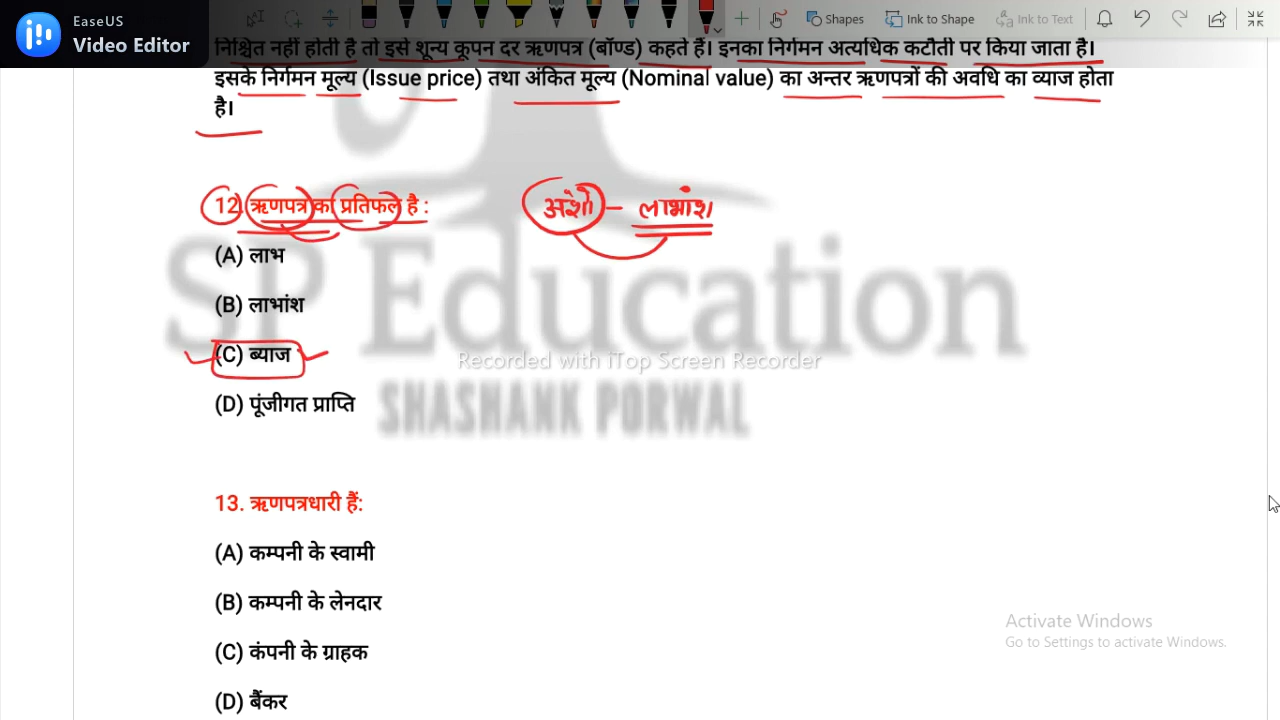 EaseUS
Video Editor
Shapes
Ink to Shape
Ink to Text
निश्चित नहीं होती है तो इसे शून्य कूपन दर ऋणपत्र (बॉण्ड) कहते हैं। इनका निर्गमन अत्यधिक कटौती पर किया जाता है।
इसके निर्गमन मूल्य (Issue price) तथा अंकित मूल्य (Nominal value) का अन्तर ऋणपत्रों की अवधि का व्याज होता
है।
12. ऋणपत्र का प्रतिफल है :
अंशों – लाभांश
(A) लाभ
(B) लाभांश
(C) ब्याज
(D) पूंजीगत प्राप्ति
SP Education
Recorded with iTop Screen Recorder
SHASHANK PORWAL
13. ऋणपत्रधारी हैं:
(A) कम्पनी के स्वामी
(B) कम्पनी के लेनदार
(C) कंपनी के ग्राहक
(D) बैंकर
Activate Windows
Go to Settings to activate Windows.